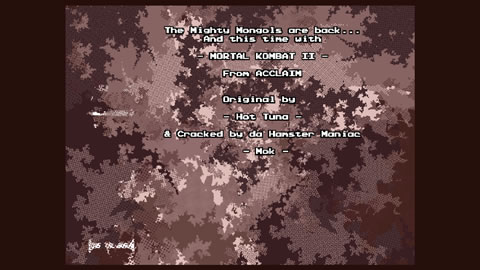 The Mighty Mongols are back...
And this time with
- MORTAL KOMBAT II -
From ACCLAIM
Original by
- Hot Tuna -
& Cracked by da Hamster Maniac
- Mok -